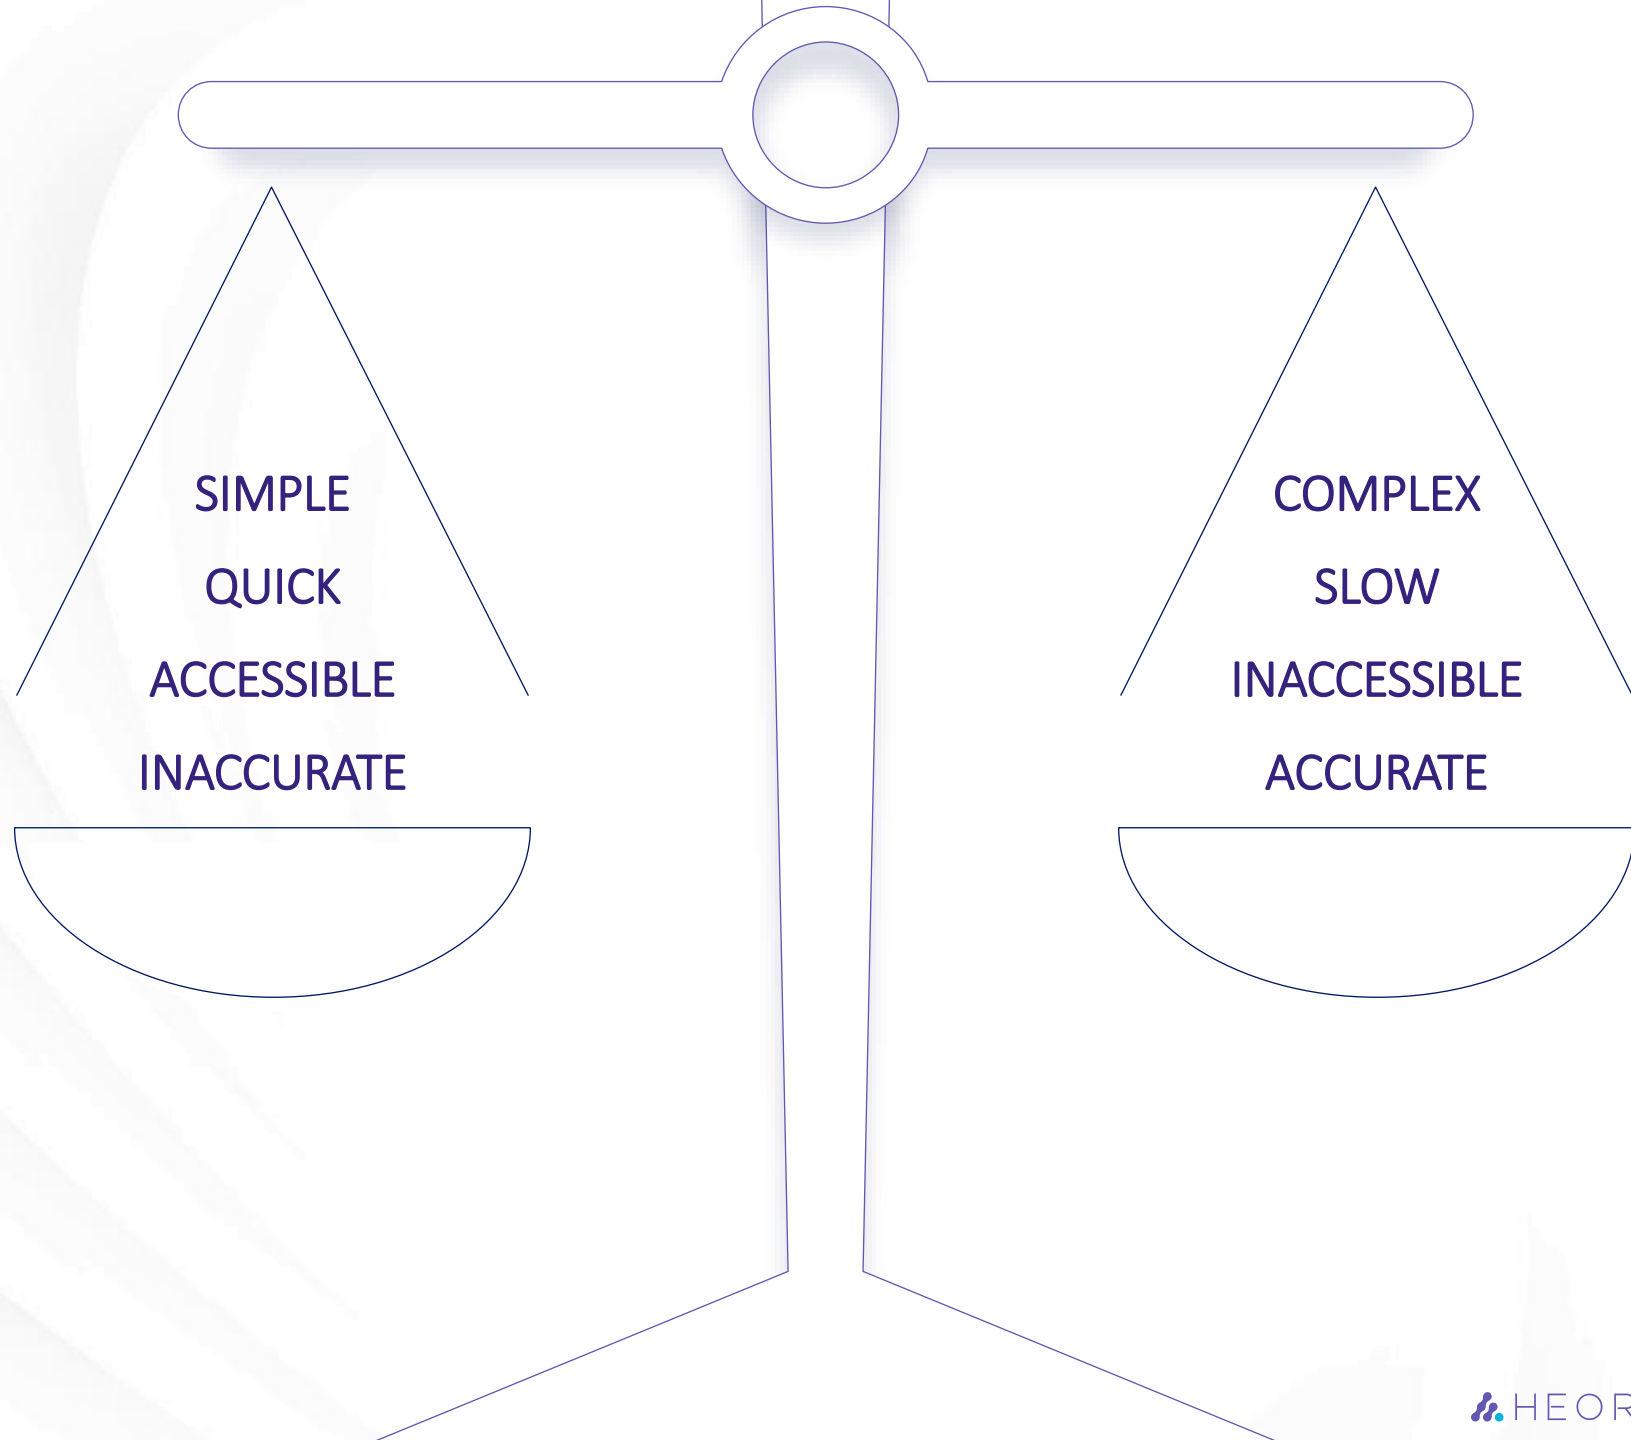 SIMPLE
QUICK
ACCESSIBLE
INACCURATE
COMPLEX
SLOW
INACCESSIBLE
ACCURATE
HEOR